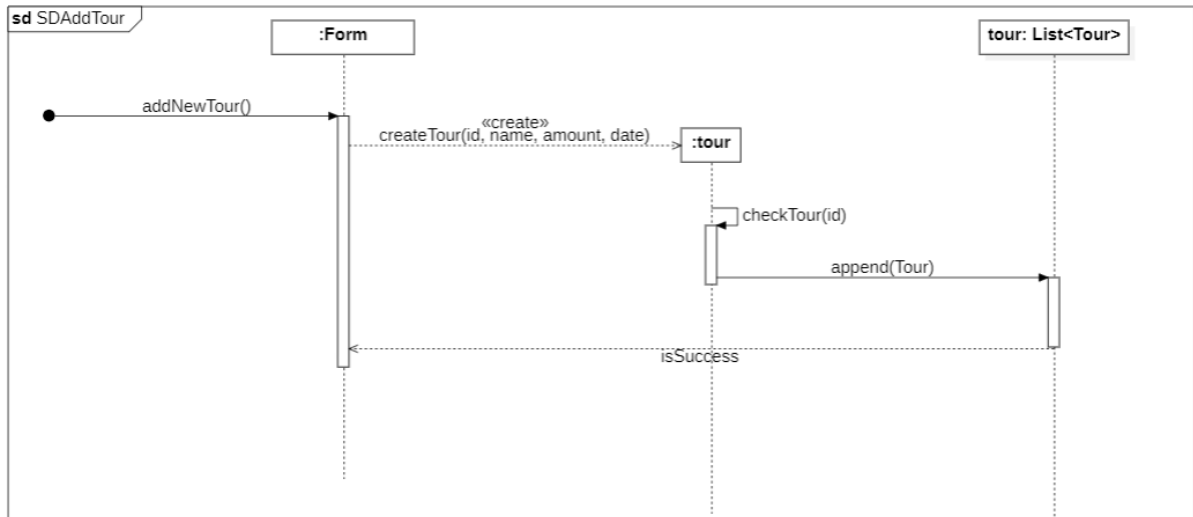 sd SDAddTour
:Form
tour: List<Tour>
addNewTour()
«create»
createTour(id, name, amount, date)
:tour
checkTour(id)
append(Tour)
isSuccess